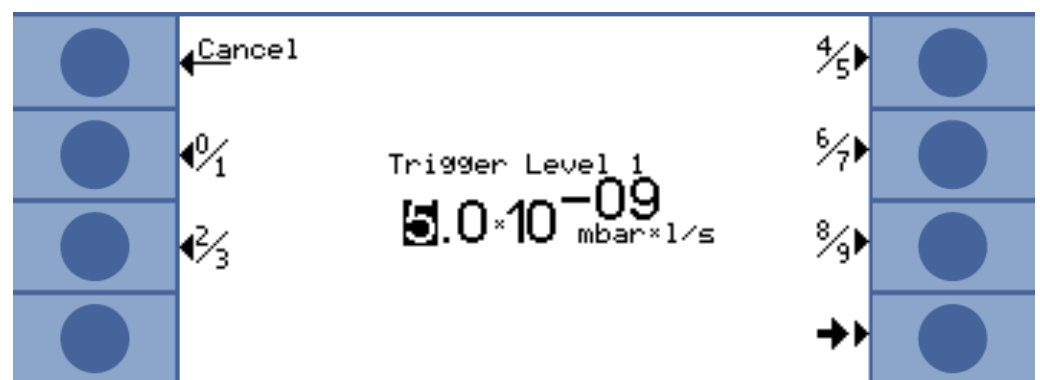 Cancel
4/5
0/1
6/7
Trigger Level 1
5.0×10⁻⁰⁹ mbar×l/s
2/3
8/9